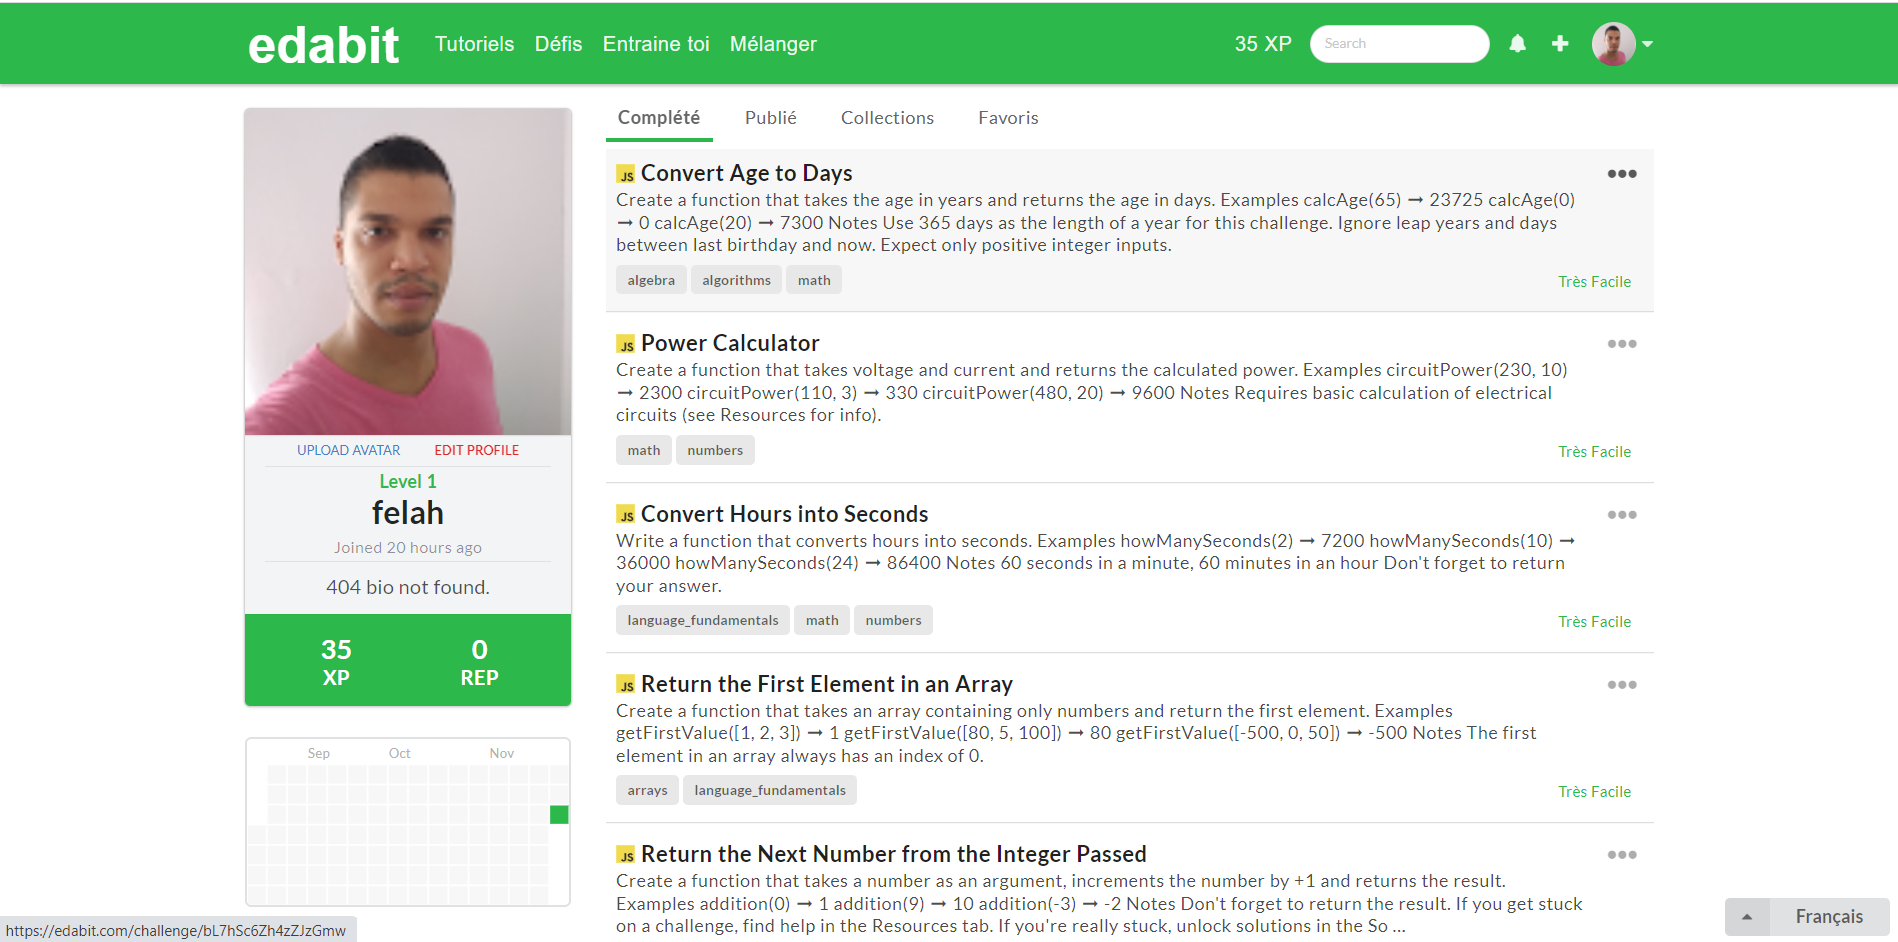 edabit
Tutoriels Défis Entraine toi Mélanger
35 XP
Search
UPLOAD AVATAR EDIT PROFILE
Level 1
felah
Joined 20 hours ago
404 bio not found.
35 0
XP REP
Sep Oct Nov
Complété Publié Collections Favoris
JS Convert Age to Days
Create a function that takes the age in years and returns the age in days. Examples calcAge(65) ➞ 23725 calcAge(0)
➞ 0 calcAge(20) ➞ 7300 Notes Use 365 days as the length of a year for this challenge. Ignore leap years and days
between last birthday and now. Expect only positive integer inputs.
algebra algorithms math
Très Facile
JS Power Calculator
Create a function that takes voltage and current and returns the calculated power. Examples circuitPower(230, 10)
➞ 2300 circuitPower(110, 3) ➞ 330 circuitPower(480, 20) ➞ 9600 Notes Requires basic calculation of electrical
circuits (see Resources for info).
math numbers
Très Facile
JS Convert Hours into Seconds
Write a function that converts hours into seconds. Examples howManySeconds(2) ➞ 7200 howManySeconds(10) ➞
36000 howManySeconds(24) ➞ 86400 Notes 60 seconds in a minute, 60 minutes in an hour Don't forget to return
your answer.
language_fundamentals math numbers
Très Facile
JS Return the First Element in an Array
Create a function that takes an array containing only numbers and return the first element. Examples
getFirstValue([1, 2, 3]) ➞ 1 getFirstValue([80, 5, 100]) ➞ 80 getFirstValue([-500, 0, 50]) ➞ -500 Notes The first
element in an array always has an index of 0.
arrays language_fundamentals
Très Facile
JS Return the Next Number from the Integer Passed
Create a function that takes a number as an argument, increments the number by +1 and returns the result.
Examples addition(0) ➞ 1 addition(9) ➞ 10 addition(-3) ➞ -2 Notes Don't forget to return the result. If you get stuck
on a challenge, find help in the Resources tab. If you're really stuck, unlock solutions in the So ...
https://edabit.com/challenge/bL7hSc6Zh4zZJzGmw
Français